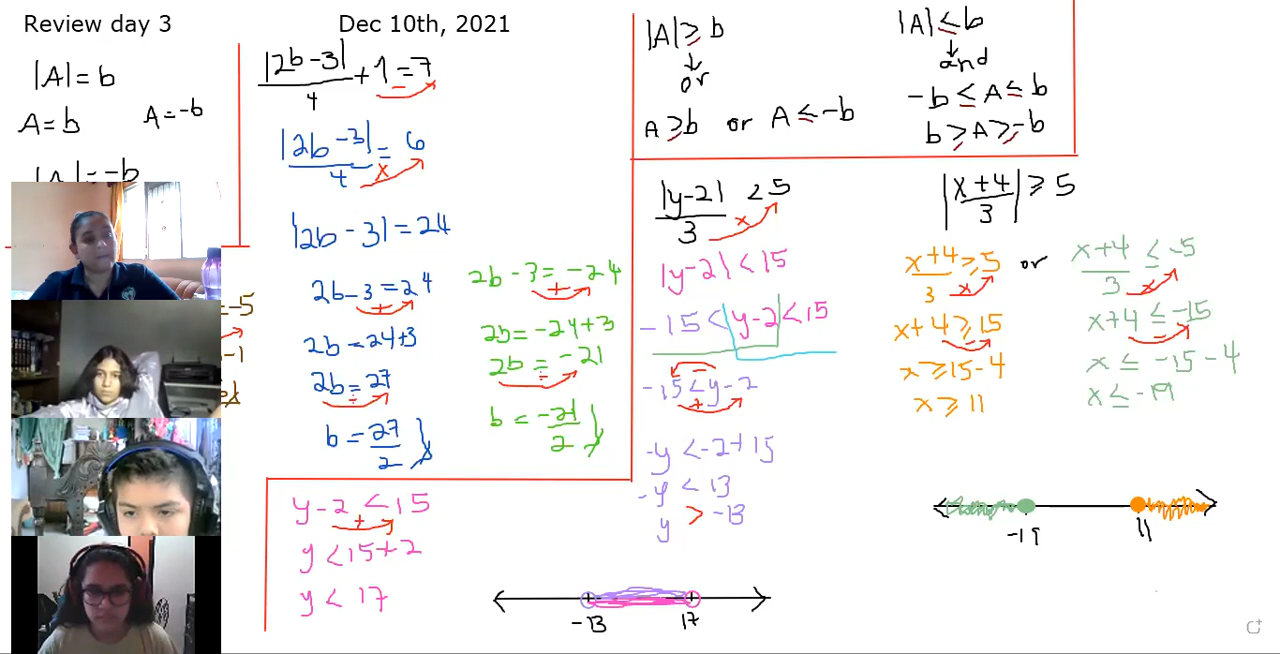 Review day 3
Dec 10th, 2021
|A| = b
A = b
A = -b
|A| = -b
= -5
-1
|2b - 3|/4 + 1 = 7
|2b - 3|/4 = 6
x
|2b - 3| = 24
2b - 3 = 24
+
2b = 24 + 3
2b = 27
÷
b = 27/2
2b - 3 = -24
+
2b = -24 + 3
2b = -21
÷
b = -21/2
y - 2 < 15
+
y < 15 + 2
y < 17
|A| ≥ b
↓
or
A ≥ b or A ≤ -b
|A| ≤ b
↓
and
-b ≤ A ≤ b
b ≥ A ≥ -b
|y - 2|/3 < 5
x
|y - 2| < 15
-15 < y - 2 < 15
-15 < y - 2
+
-y < -2 + 15
-y < 13
y > -13
-13 17
|x + 4/3| ≥ 5
x + 4/3 ≥ 5 or x + 4/3 ≤ -5
x x
x + 4 ≥ 15
x ≥ 15 - 4
x ≥ 11
x + 4 ≤ -15
x ≤ -15 - 4
x ≤ -19
-19 11